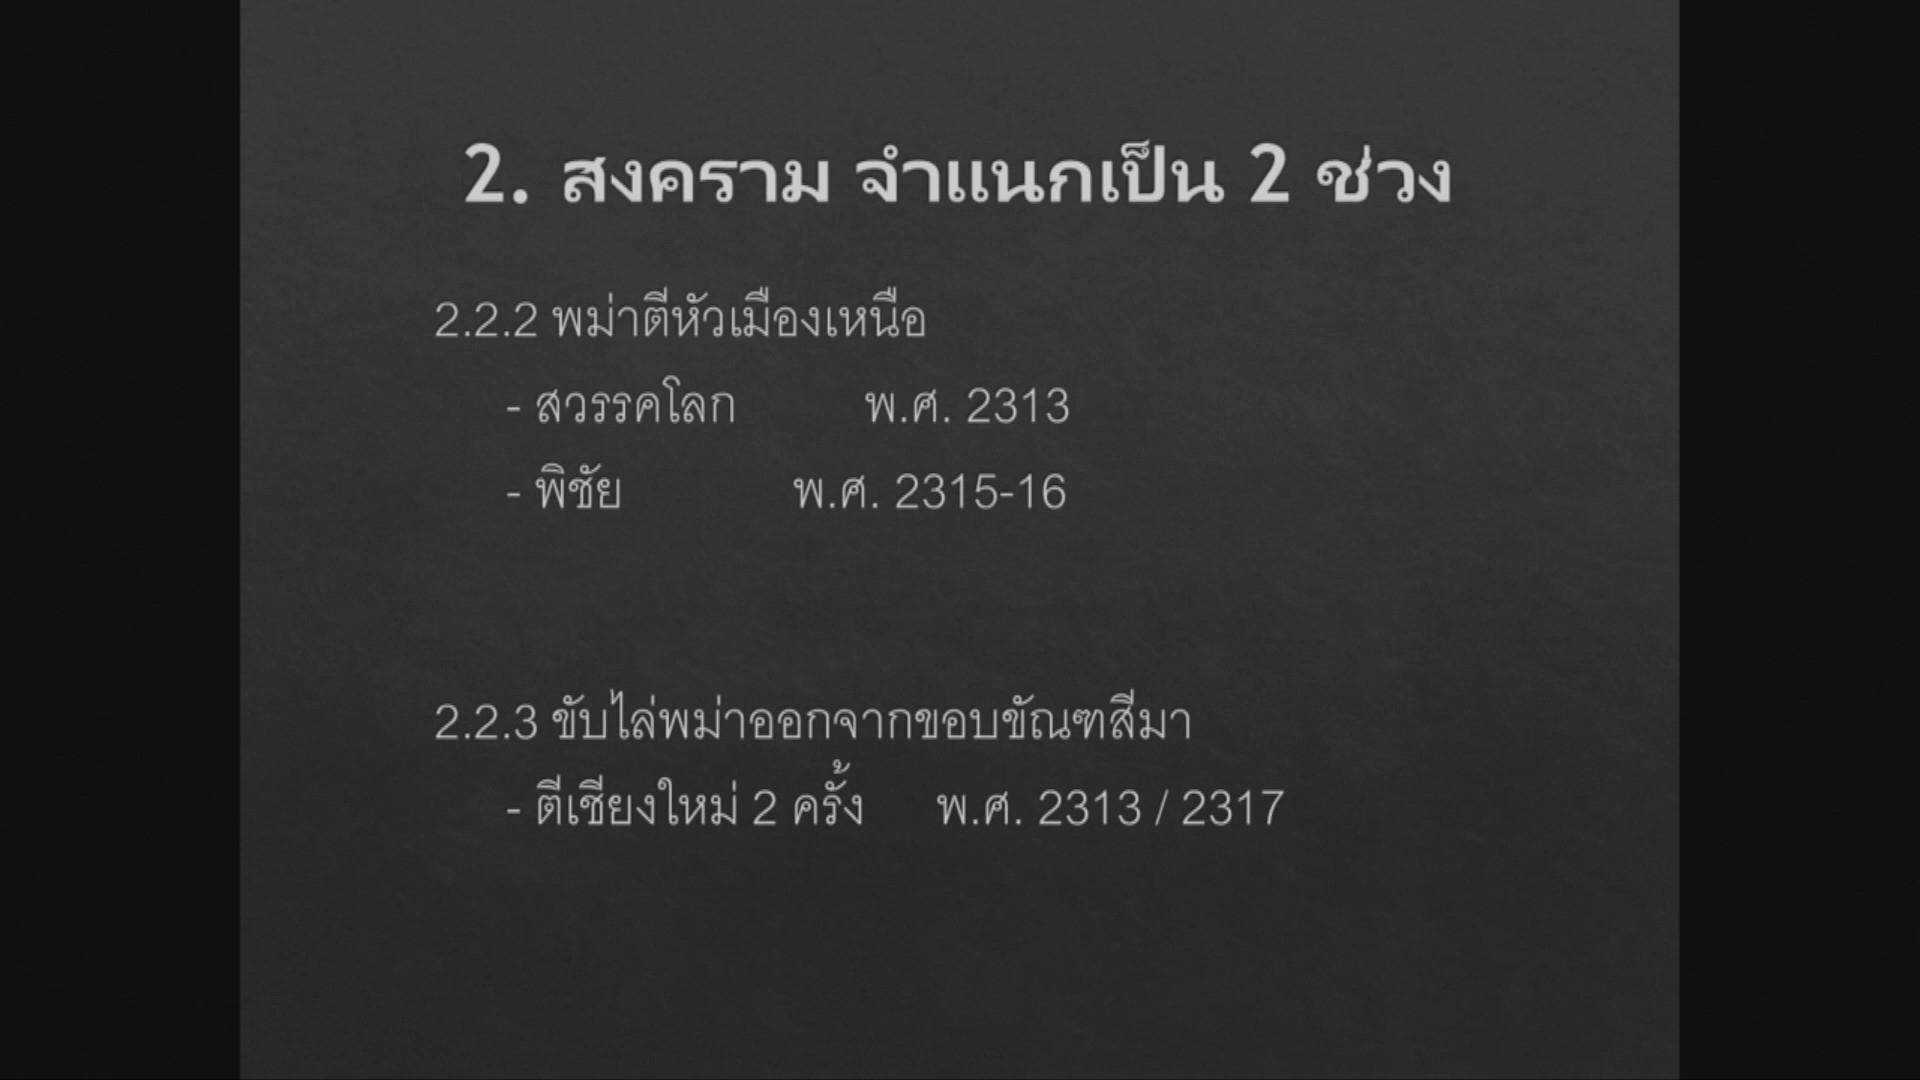 2. สงคราม จำแนกเป็น 2 ช่วง
2.2.2 พม่าตีหัวเมืองเหนือ
- สวรรคโลก พ.ศ. 2313
- พิชัย พ.ศ. 2315-16
2.2.3 ขับไล่พม่าออกจากขอบขัณฑสีมา
- ตีเชียงใหม่ 2 ครั้ง พ.ศ. 2313 / 2317